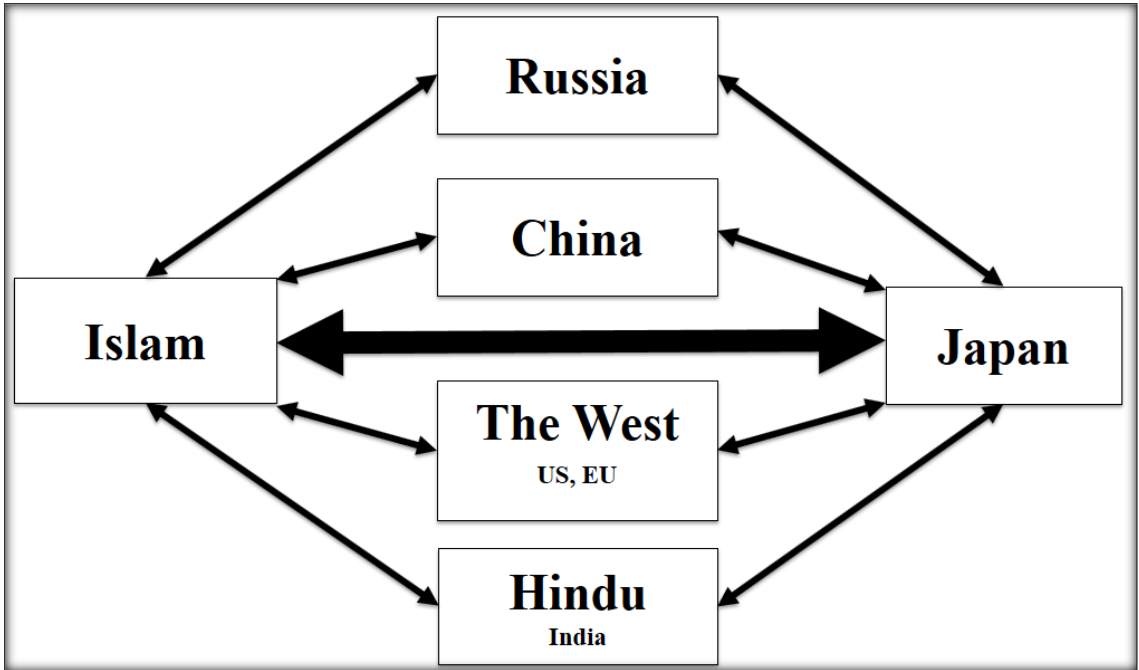 Russia
China
Islam
Japan
The West
US, EU
Hindu
India